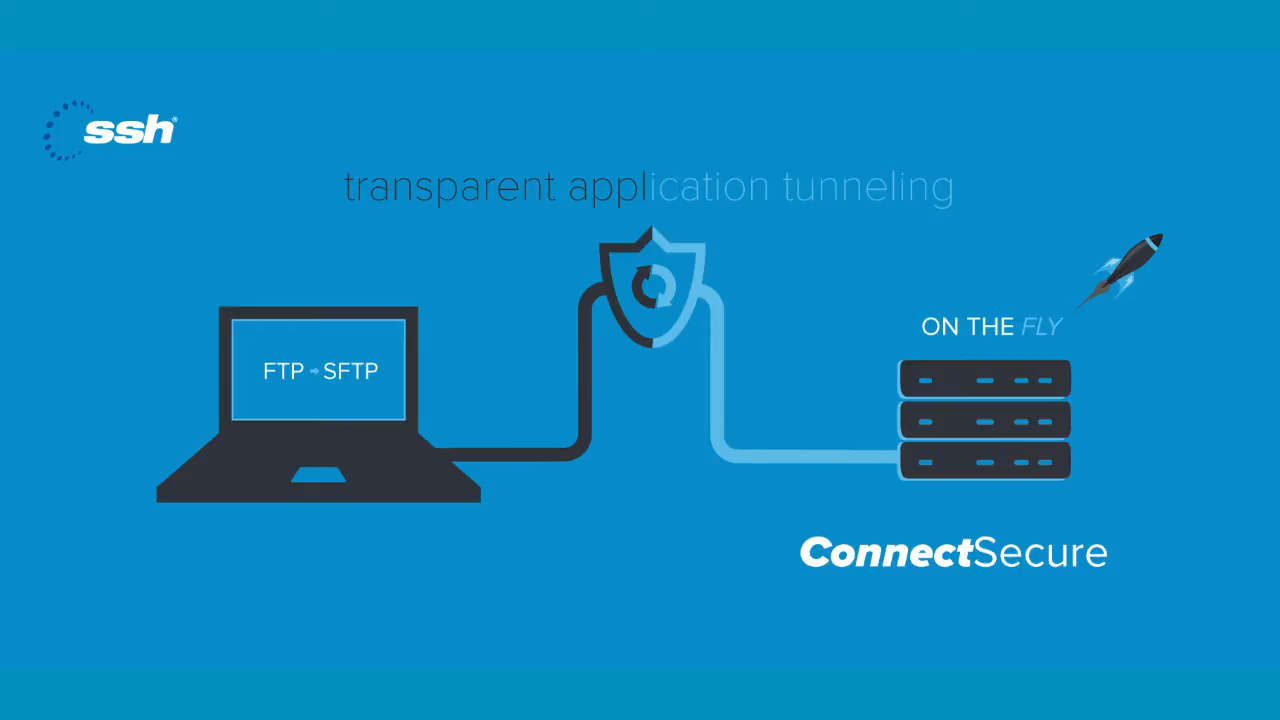 ssh®
transparent application tunneling
ON THE FLY
FTP SFTP
ConnectSecure